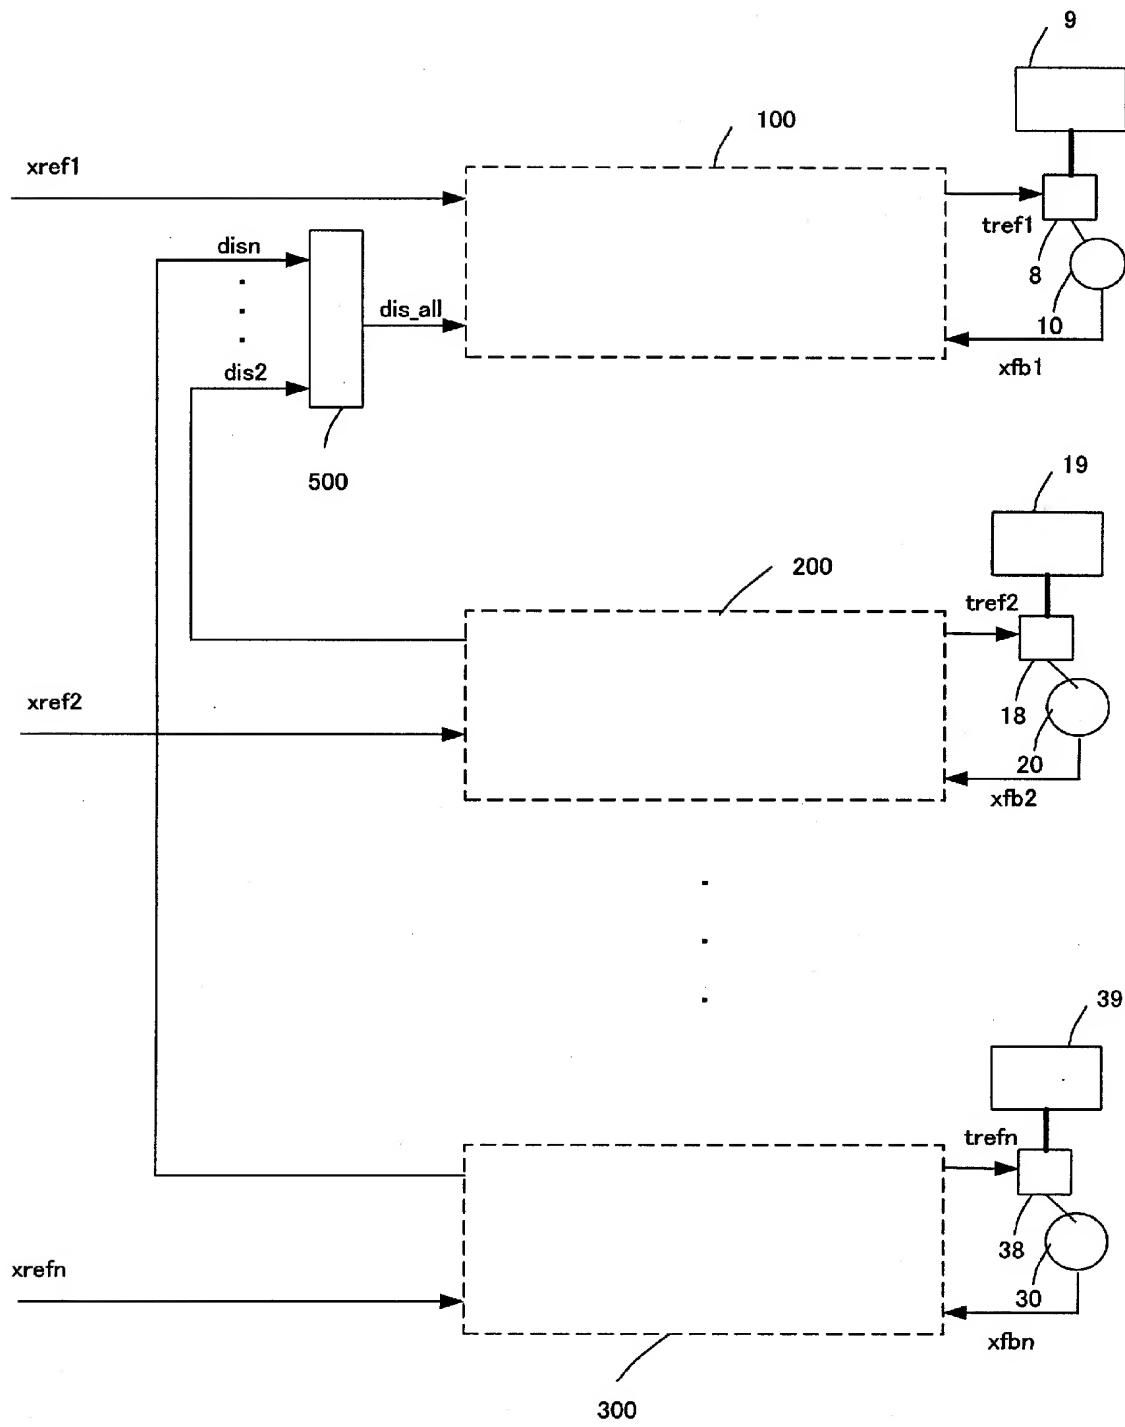 9
100
xref1
tref1
disn
8
dis_all
10
xfb1
dis2
500
19
200
tref2
xref2
18
20
xfb2
39
trefn
38
xrefn
30
xfbn
300